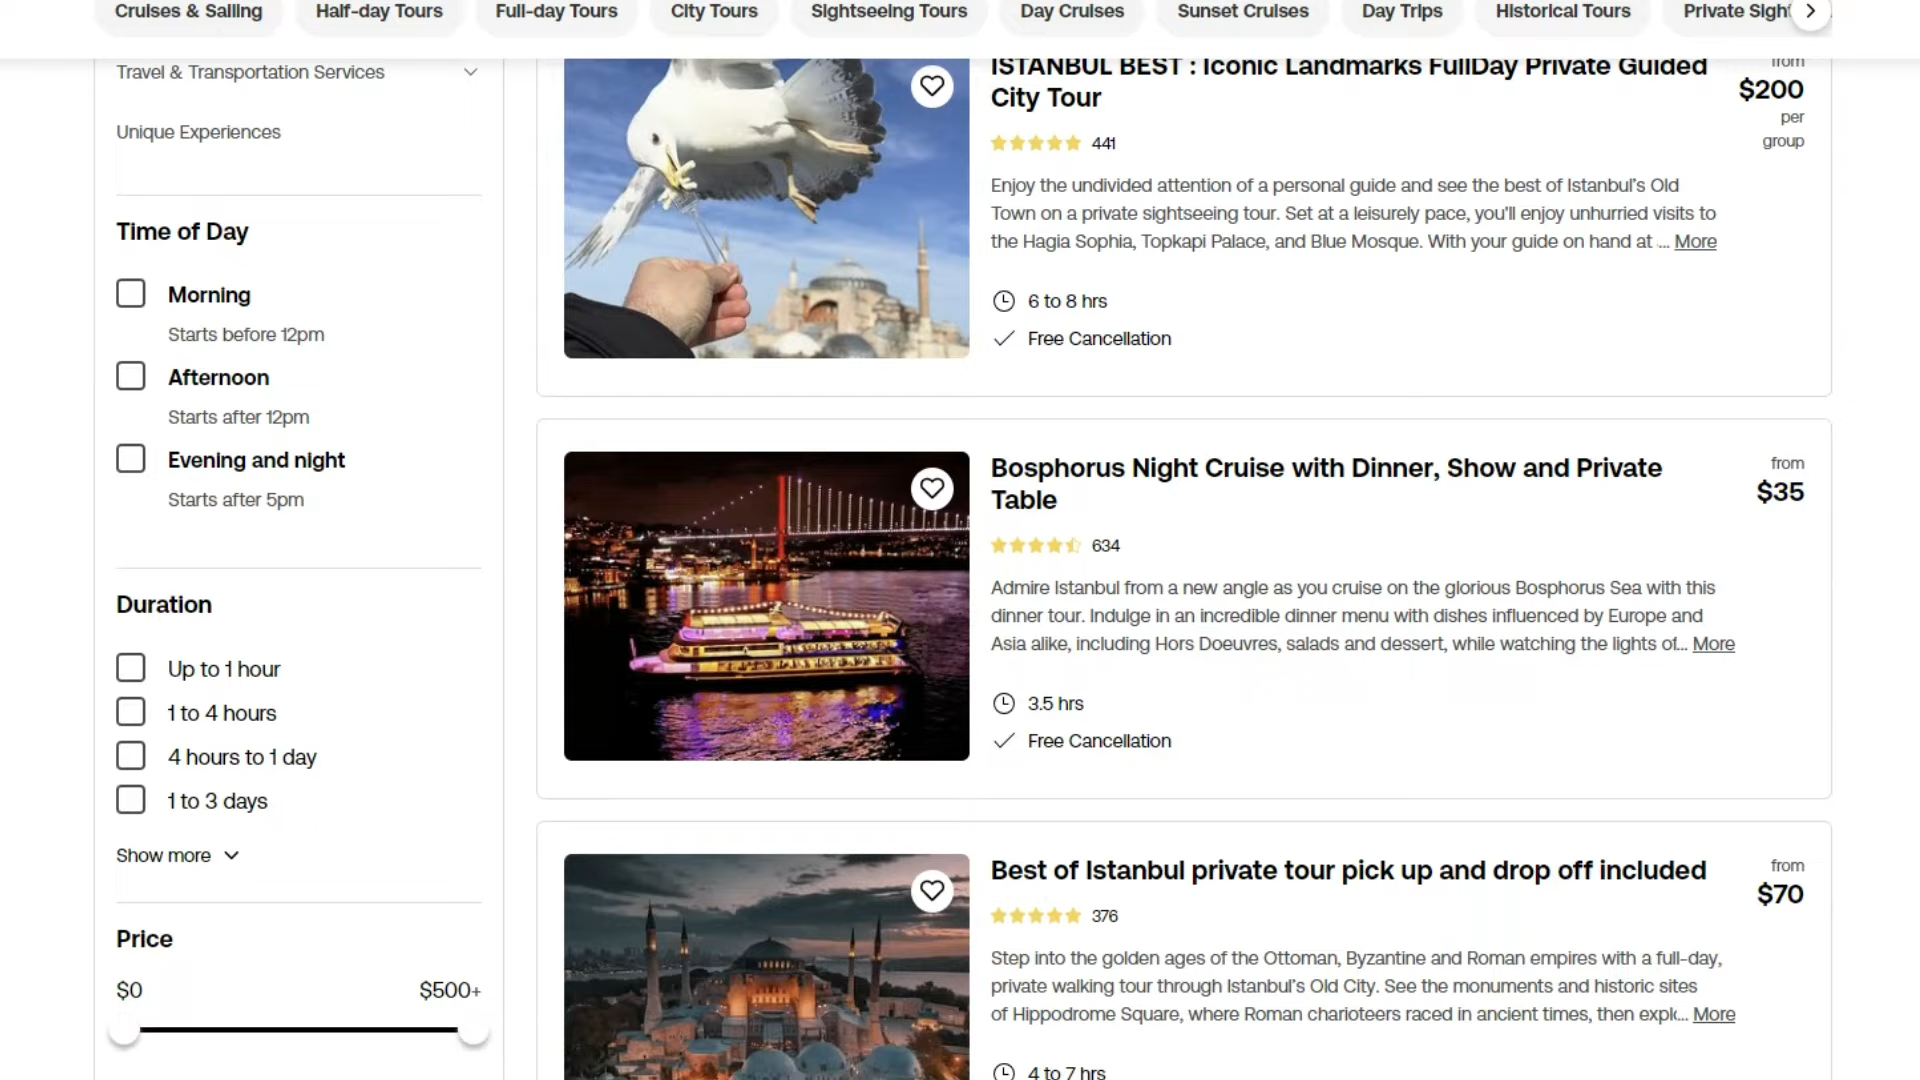 Cruises & Sailing
Half-day Tours
Full-day Tours
City Tours
Sightseeing Tours
Day Cruises
Sunset Cruises
Day Trips
Historical Tours
Private Sigh
Travel & Transportation Services
Unique Experiences
Time of Day
Morning
Starts before 12pm
Afternoon
Starts after 12pm
Evening and night
Starts after 5pm
Duration
Up to 1 hour
1 to 4 hours
4 hours to 1 day
1 to 3 days
Show more
Price
$0
$500+
ISTANBUL BEST : Iconic Landmarks FullDay Private Guided
City Tour
from
$200
per
group
441
Enjoy the undivided attention of a personal guide and see the best of Istanbul's Old
Town on a private sightseeing tour. Set at a leisurely pace, you'll enjoy unhurried visits to
the Hagia Sophia, Topkapi Palace, and Blue Mosque. With your guide on hand at ... More
6 to 8 hrs
Free Cancellation
Bosphorus Night Cruise with Dinner, Show and Private
Table
from
$35
634
Admire Istanbul from a new angle as you cruise on the glorious Bosphorus Sea with this
dinner tour. Indulge in an incredible dinner menu with dishes influenced by Europe and
Asia alike, including Hors Doeuvres, salads and dessert, while watching the lights of... More
3.5 hrs
Free Cancellation
Best of Istanbul private tour pick up and drop off included
from
$70
376
Step into the golden ages of the Ottoman, Byzantine and Roman empires with a full-day,
private walking tour through Istanbul's Old City. See the monuments and historic sites
of Hippodrome Square, where Roman charioteers raced in ancient times, then expl... More
4 to 7 hrs